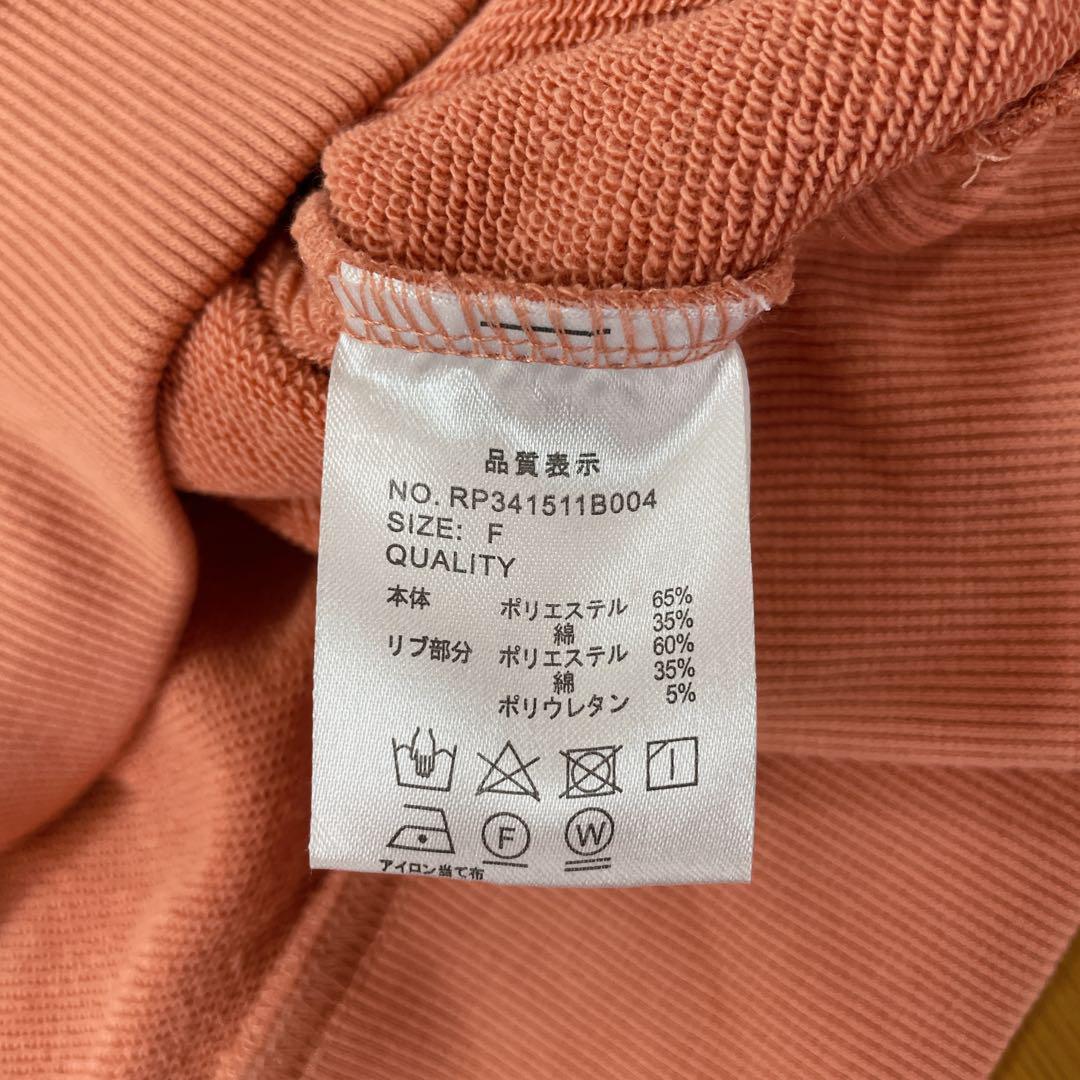 品質表示
NO. RP341511B004
SIZE: F
QUALITY
本体 ポリエステル 65%
綿 35%
リブ部分 ポリエステル 60%
綿 35%
ポリウレタン 5%
F W
アイロン当て布